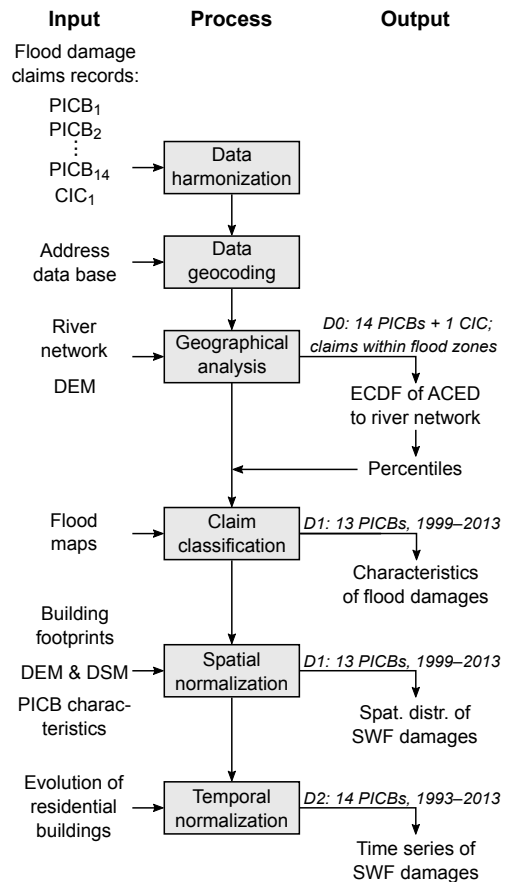 Input
Process
Output
Flood damage
claims records:
PICB1
PICB2
⋮
PICB14
CIC1
Data
harmonization
Address
data base
Data
geocoding
River
network
DEM
Geographical
analysis
D0: 14 PICBs + 1 CIC;
claims within flood zones
ECDF of ACED
to river network
Percentiles
Flood
maps
Claim
classification
D1: 13 PICBs, 1999–2013
Characteristics
of flood damages
Building
footprints
DEM & DSM
PICB charac-
teristics
Spatial
normalization
D1: 13 PICBs, 1999–2013
Spat. distr. of
SWF damages
Evolution of
residential
buildings
Temporal
normalization
D2: 14 PICBs, 1993–2013
Time series of
SWF damages